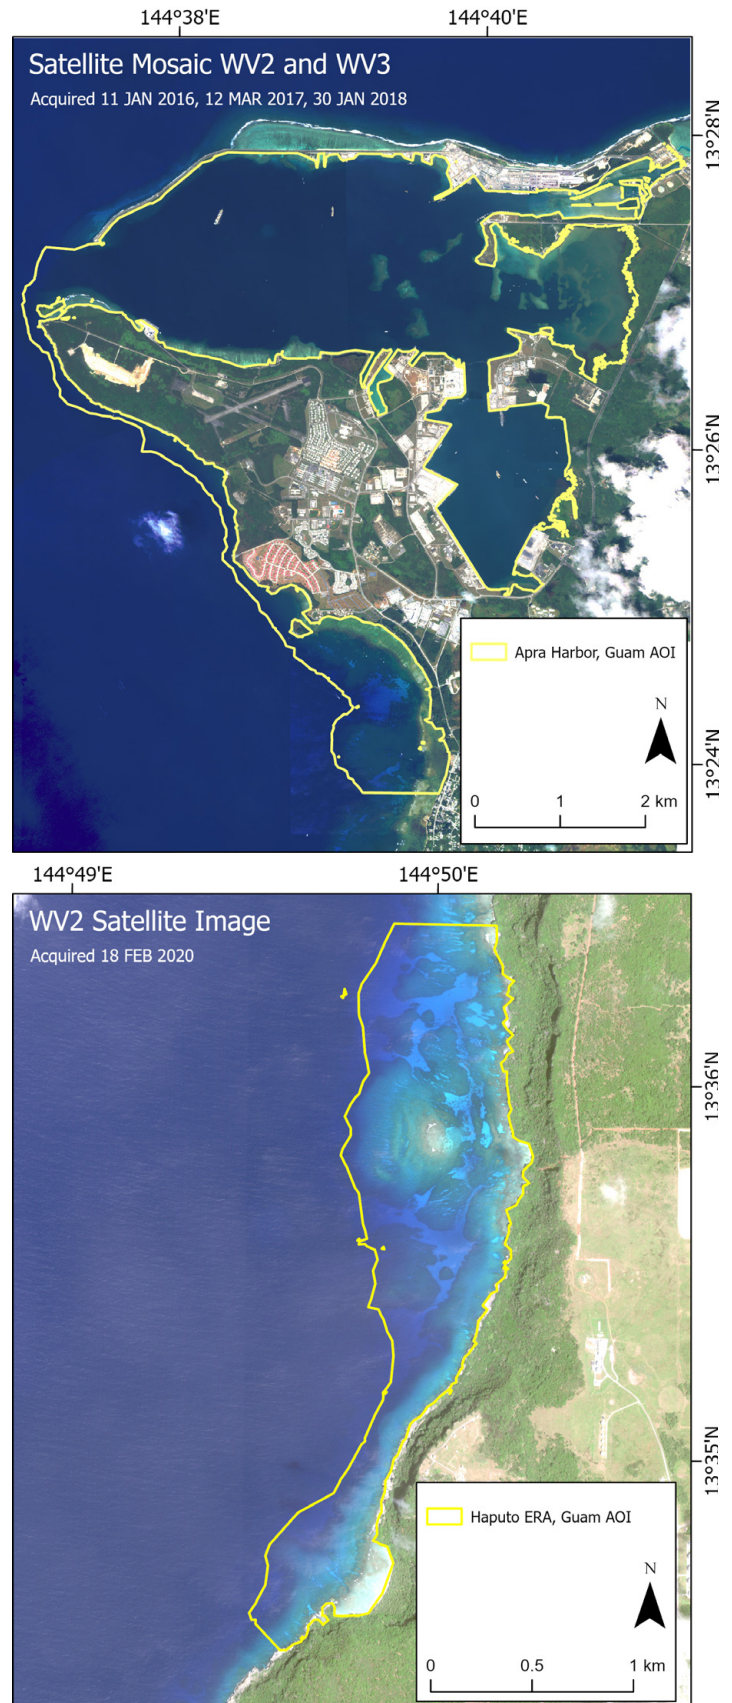 144°38'E 144°40'E
Satellite Mosaic WV2 and WV3
Acquired 11 JAN 2016, 12 MAR 2017, 30 JAN 2018
13°28'N
13°26'N
Apra Harbor, Guam AOI
N
13°24'N
0 1 2 km
144°49'E 144°50'E
WV2 Satellite Image
Acquired 18 FEB 2020
13°36'N
13°35'N
Haputo ERA, Guam AOI
N
0 0.5 1 km